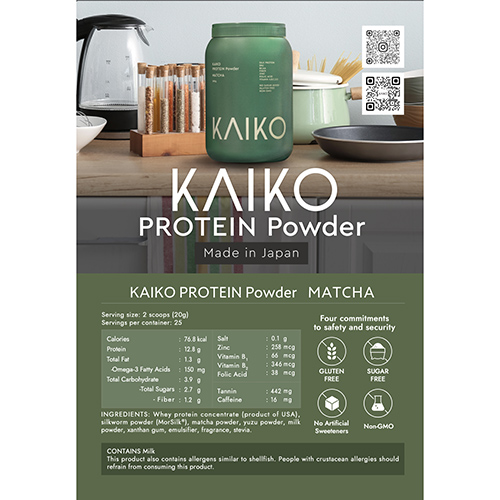 KAIKO
PROTEIN Powder
MATCHA
KAIKO
KAIKO
PROTEIN Powder
Made in Japan
KAIKO PROTEIN Powder MATCHA
Serving size: 2 scoops (20g)
Servings per container: 25
Calories : 76.8 kcal
Protein : 12.8 g
Total Fat : 1.3 g
-Omega-3 Fatty Acids : 150 mg
Total Carbohydrate : 3.9 g
-Total Sugars : 2.7 g
- Fiber : 1.2 g
Salt : 0.1 g
Zinc : 258 mcg
Vitamin B1 : 66 mcg
Vitamin B2 : 346 mcg
Folic Acid : 38 mcg
Tannin : 442 mg
Caffeine : 16 mg
INGREDIENTS: Whey protein concentrate (product of USA),
silkworm powder (MorSilk®), matcha powder, yuzu powder, milk
powder, xanthan gum, emulsifier, fragrance, stevia.
Four commitments
to safety and security
GLUTEN
FREE
SUGAR
FREE
No Artificial
Sweeteners
Non-GMO
CONTAINS Milk
This product also contains allergens similar to shellfish. People with crustacean allergies should
refrain from consuming this product.